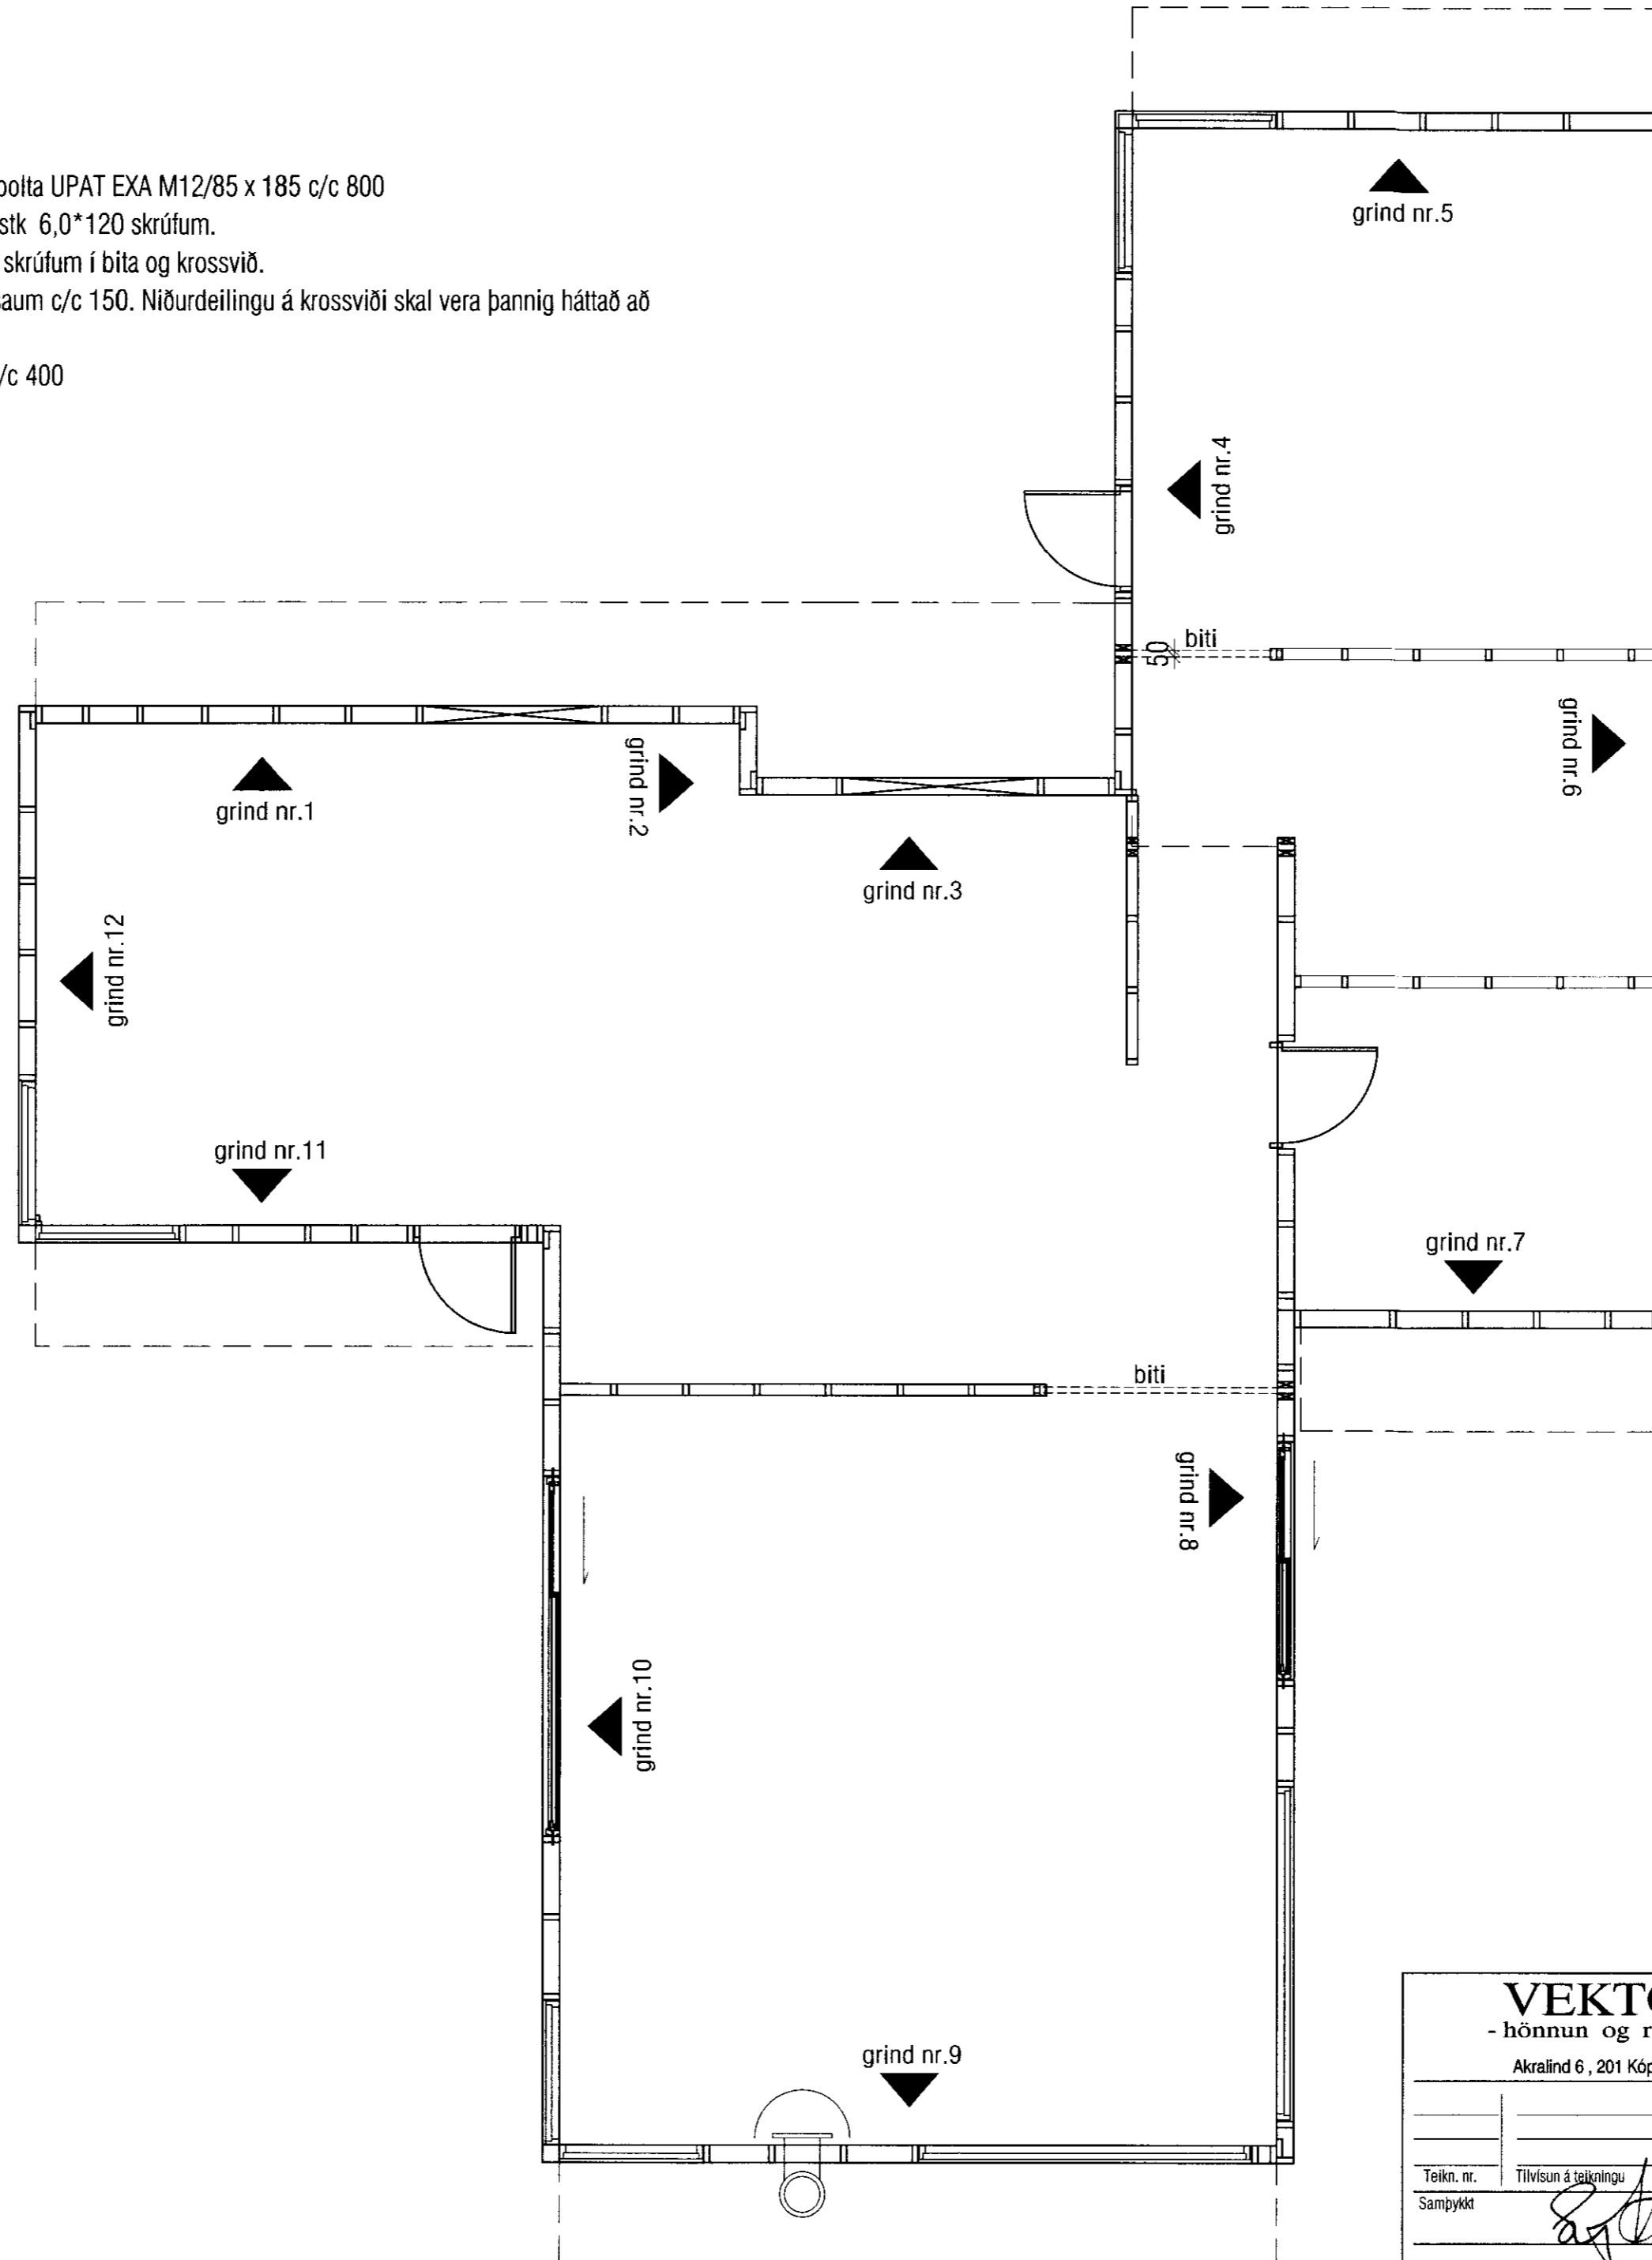 bolta UPAT EXA M12/85 x 185 c/c 800
stk 6,0*120 skrúfum.
skrúfum í bita og krossvið.
aum c/c 150. Niðurdeilingu á krossviði skal vera þannig háttað að
/c 400
grind nr.5
grind nr.4
50
biti
grind nr.6
grind nr.1
grind nr.2
grind nr.3
grind nr.12
grind nr.11
grind nr.7
biti
grind nr.8
grind nr.10
grind nr.9
VEKTO
- hönnun og r
Akralind 6 , 201 Kóp
Teikn. nr. Tilvísun á teikningu
Samþykkt